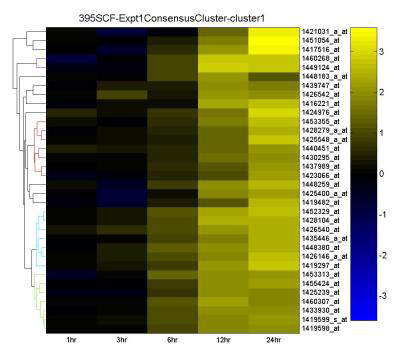 395SCF-Expt1ConsensusCluster-cluster1
1421031_a_at
1451054_at
1417516_at
1460268_at
1449124_at
1448183_a_at
1439747_at
1426542_at
1416221_at
1424976_at
1453355_at
1428279_a_at
1425548_a_at
1440451_at
1430295_at
1437989_at
1423066_at
1448259_at
1425400_a_at
1419482_at
1452329_at
1428104_at
1426540_at
1435446_a_at
1448380_at
1426146_a_at
1419297_at
1453313_at
1455424_at
1425239_at
1460307_at
1433930_at
1419599_s_at
1419598_at
1hr 3hr 6hr 12hr 24hr
3
2
1
0
-1
-2
-3